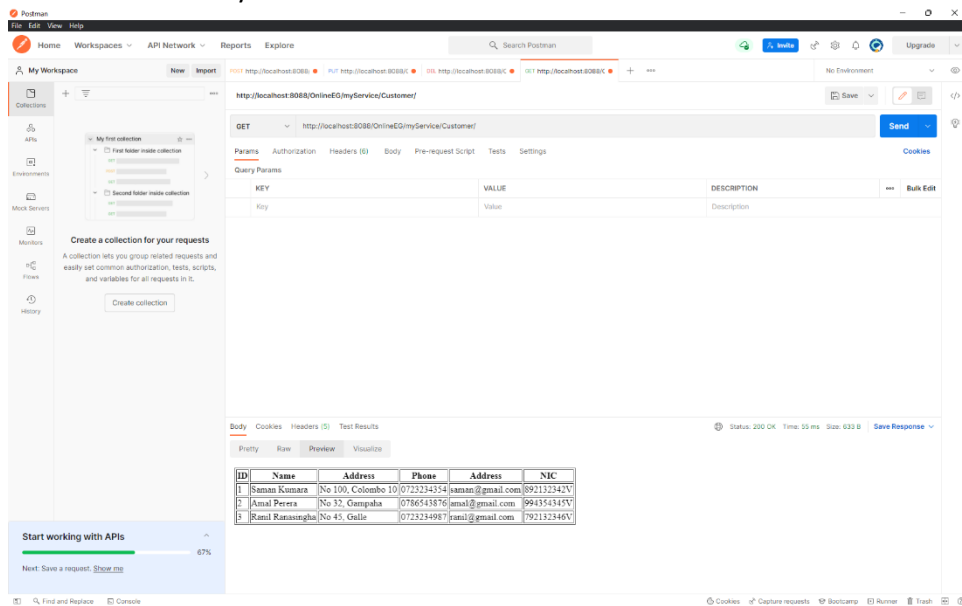 Postman
File Edit View Help
Home Workspaces API Network Reports Explore Search Postman Invite Upgrade
My Workspace New Import POST http://localhost:8088/ PUT http://localhost:8088/C DEL http://localhost:8088/C GET http://localhost:8088/C No Environment
Collections
APIs
Environments
Mock Servers
Monitors
Flows
History
My first collection
First folder inside collection
Second folder inside collection
Create a collection for your requests
A collection lets you group related requests and
easily set common authorization, tests, scripts,
and variables for all requests in it.
Create collection
http://localhost:8088/OnlineEG/myService/Customer/ Save
GET http://localhost:8088/OnlineEG/myService/Customer/ Send
Params Authorization Headers (6) Body Pre-request Script Tests Settings Cookies
Query Params
KEY VALUE DESCRIPTION Bulk Edit
Key Value Description
Body Cookies Headers (5) Test Results Status: 200 OK Time: 55 ms Size: 633 B Save Response
Pretty Raw Preview Visualize
ID Name Address Phone Address NIC
1 Saman Kumara No 100, Colombo 10 0723234354 saman@gmail.com 892132342V
2 Amal Perera No 32, Gampaha 0786543876 amal@gmail.com 994354345V
3 Ranil Ranasingha No 45, Galle 0723234987 ranil@gmail.com 792132346V
Start working with APIs
67%
Next: Save a request. Show me
Find and Replace Console Cookies Capture requests Bootcamp Runner Trash